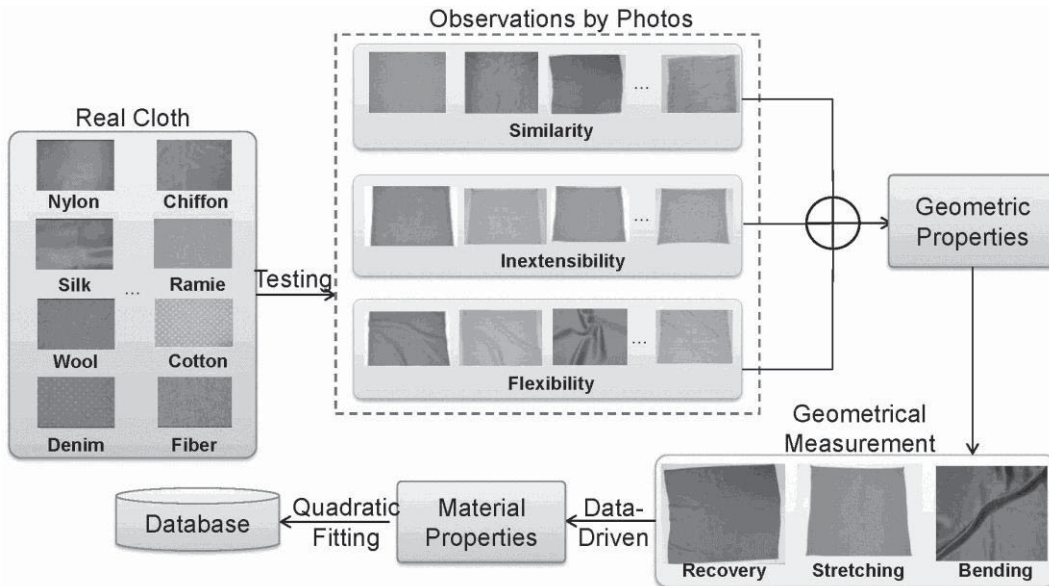 Observations by Photos
Real Cloth
Nylon Chiffon
Silk ... Ramie
Wool Cotton
Denim Fiber
Testing
...
Similarity
...
Inextensibility
...
Flexibility
Geometric
Properties
Geometrical
Measurement
Recovery Stretching Bending
Data-
Driven
Material
Properties
Quadratic
Fitting
Database